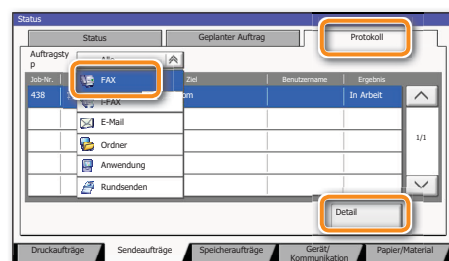 Status
Status Geplanter Auftrag Protokoll
Auftragsty
p
Alle
Job-Nr. Ziel Benutzername Ergebnis
438 om In Arbeit
FAX
i-FAX
E-Mail
1/1
Ordner
Anwendung
Rundsenden
Detail
Druckaufträge Sendeaufträge Speicheraufträge Gerät/ Papier/Material
Kommunikation